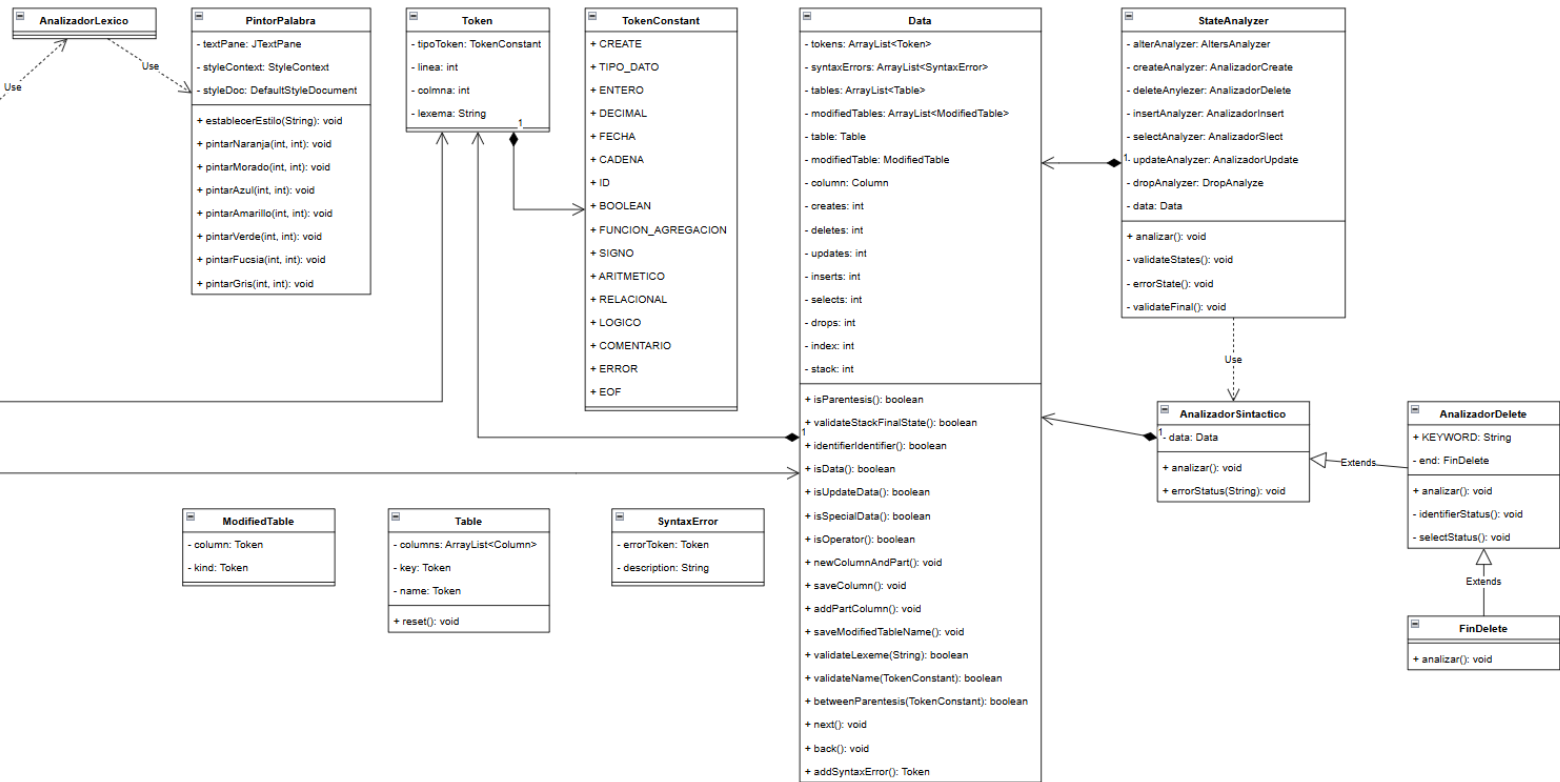 AnalizadorLexico
Use
Use
PintorPalabra
- textPane: JTextPane
- styleContext: StyleContext
- styleDoc: DefaultStyleDocument
+ establecerEstilo(String): void
+ pintarNaranja(int, int): void
+ pintarMorado(int, int): void
+ pintarAzul(int, int): void
+ pintarAmarillo(int, int): void
+ pintarVerde(int, int): void
+ pintarFucsia(int, int): void
+ pintarGris(int, int): void
Token
- tipoToken: TokenConstant
- linea: int
- colmna: int
- lexema: String
1
TokenConstant
+ CREATE
+ TIPO_DATO
+ ENTERO
+ DECIMAL
+ FECHA
+ CADENA
+ ID
+ BOOLEAN
+ FUNCION_AGREGACION
+ SIGNO
+ ARITMETICO
+ RELACIONAL
+ LOGICO
+ COMENTARIO
+ ERROR
+ EOF
Data
- tokens: ArrayList<Token>
- syntaxErrors: ArrayList<SyntaxError>
- tables: ArrayList<Table>
- modifiedTables: ArrayList<ModifiedTable>
- table: Table
- modifiedTable: ModifiedTable
- column: Column
- creates: int
- deletes: int
- updates: int
- inserts: int
- selects: int
- drops: int
- index: int
- stack: int
+ isParentesis(): boolean
+ validateStackFinalState(): boolean
1
+ identifierIdentifier(): boolean
+ isData(): boolean
+ isUpdateData(): boolean
+ isSpecialData(): boolean
+ isOperator(): boolean
+ newColumnAndPart(): void
+ saveColumn(): void
+ addPartColumn(): void
+ saveModifiedTableName(): void
+ validateLexeme(String): boolean
+ validateName(TokenConstant): boolean
+ betweenParentesis(TokenConstant): boolean
+ next(): void
+ back(): void
+ addSyntaxError(): Token
StateAnalyzer
- alterAnalyzer: AltersAnalyzer
- createAnalyzer: AnalizadorCreate
- deleteAnylezer: AnalizadorDelete
- insertAnalyzer: AnalizadorInsert
- selectAnalyzer: AnalizadorSlect
1
- updateAnalyzer: AnalizadorUpdate
- dropAnalyzer: DropAnalyze
- data: Data
+ analizar(): void
- validateStates(): void
- errorState(): void
- validateFinal(): void
Use
AnalizadorSintactico
1
- data: Data
+ analizar(): void
+ errorStatus(String): void
Extends
AnalizadorDelete
+ KEYWORD: String
- end: FinDelete
+ analizar(): void
- identifierStatus(): void
- selectStatus(): void
Extends
FinDelete
+ analizar(): void
ModifiedTable
- column: Token
- kind: Token
Table
- columns: ArrayList<Column>
- key: Token
- name: Token
+ reset(): void
SyntaxError
- errorToken: Token
- description: String